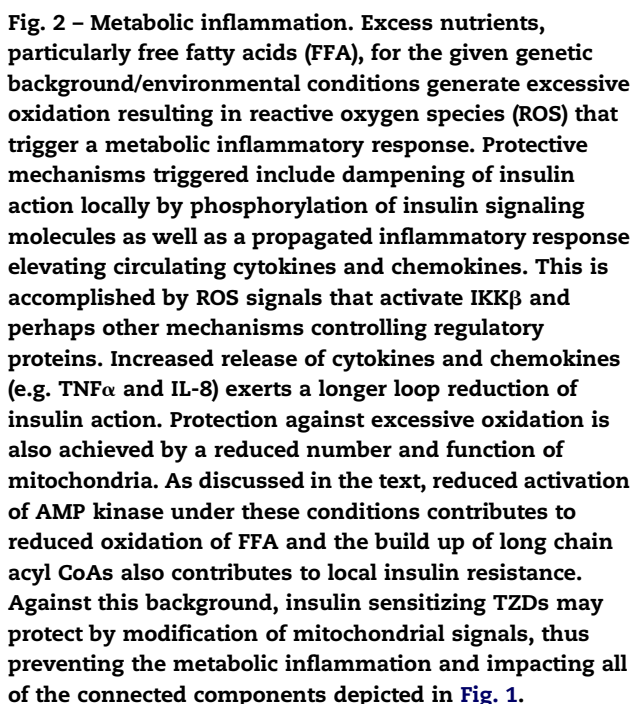 Fig. 2 – Metabolic inflammation. Excess nutrients,
particularly free fatty acids (FFA), for the given genetic
background/environmental conditions generate excessive
oxidation resulting in reactive oxygen species (ROS) that
trigger a metabolic inflammatory response. Protective
mechanisms triggered include dampening of insulin
action locally by phosphorylation of insulin signaling
molecules as well as a propagated inflammatory response
elevating circulating cytokines and chemokines. This is
accomplished by ROS signals that activate IKKβ and
perhaps other mechanisms controlling regulatory
proteins. Increased release of cytokines and chemokines
(e.g. TNFα and IL-8) exerts a longer loop reduction of
insulin action. Protection against excessive oxidation is
also achieved by a reduced number and function of
mitochondria. As discussed in the text, reduced activation
of AMP kinase under these conditions contributes to
reduced oxidation of FFA and the build up of long chain
acyl CoAs also contributes to local insulin resistance.
Against this background, insulin sensitizing TZDs may
protect by modification of mitochondrial signals, thus
preventing the metabolic inflammation and impacting all
of the connected components depicted in Fig. 1.